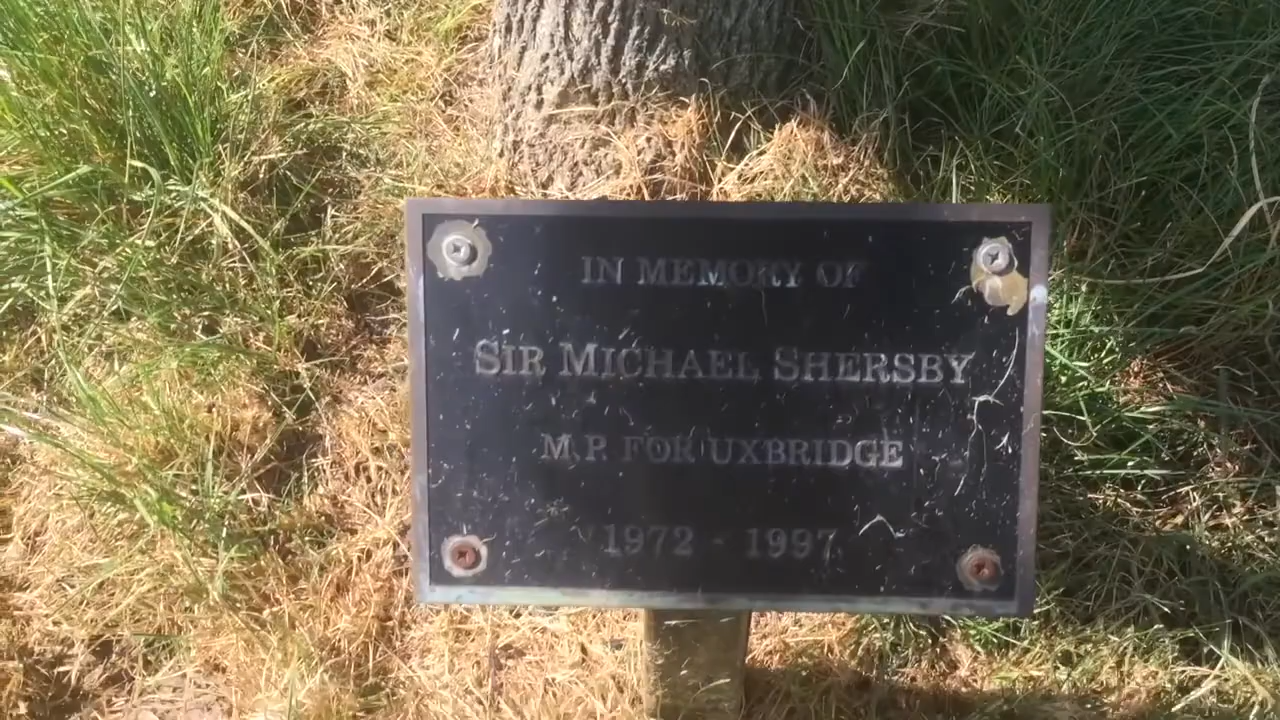 IN MEMORY OF
SIR MICHAEL SHERSBY
M.P. FOR UXBRIDGE
1972 - 1997